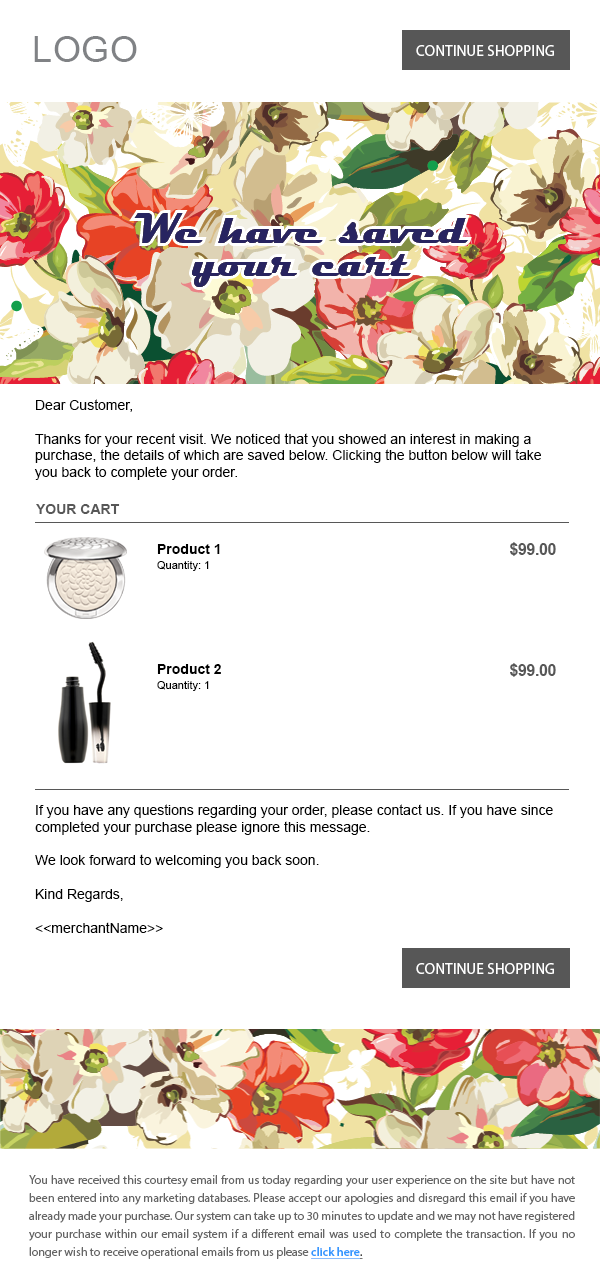 LOGO
CONTINUE SHOPPING
We have saved
your cart
Dear Customer,
Thanks for your recent visit. We noticed that you showed an interest in making a
purchase, the details of which are saved below. Clicking the button below will take
you back to complete your order.
YOUR CART
Product 1
$99.00
Quantity: 1
Product 2
$99.00
Quantity: 1
If you have any questions regarding your order, please contact us. If you have since
completed your purchase please ignore this message.
We look forward to welcoming you back soon.
Kind Regards,
<<merchantName>>
CONTINUE SHOPPING
You have received this courtesy email from us today regarding your user experience on the site but have not
been entered into any marketing databases. Please accept our apologies and disregard this email if you have
already made your purchase. Our system can take up to 30 minutes to update and we may not have registered
your purchase within our email system if a different email was used to complete the transaction. If you no
longer wish to receive operational emails from us please click here.